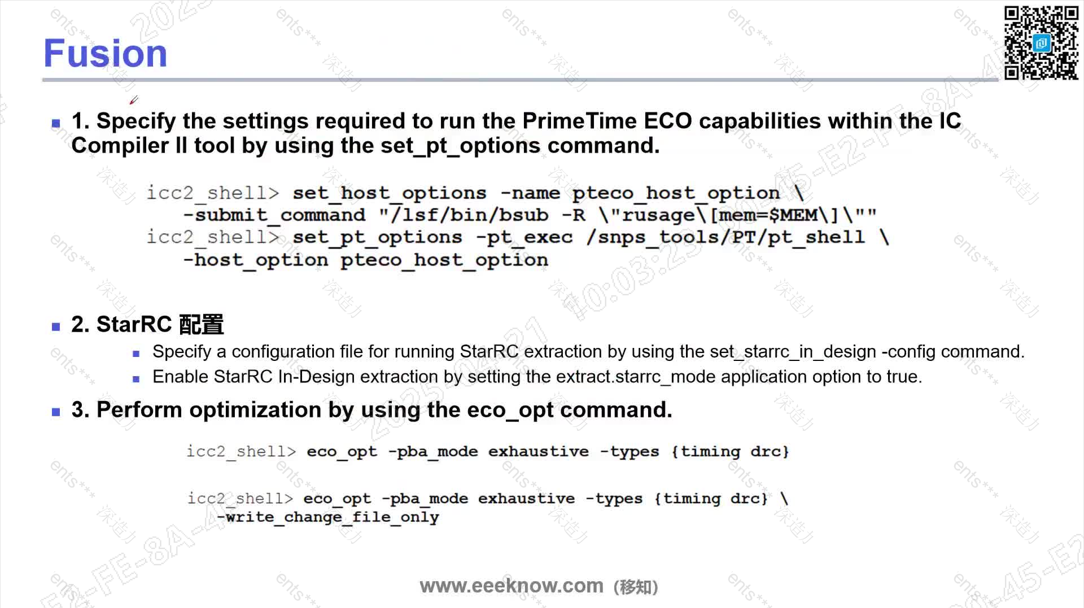 Fusion
1. Specify the settings required to run the PrimeTime ECO capabilities within the IC
Compiler II tool by using the set_pt_options command.
icc2_shell> set_host_options -name pteco_host_option \
-submit_command "/lsf/bin/bsub -R \"rusage\[mem=$MEM\]\""
icc2_shell> set_pt_options -pt_exec /snps_tools/PT/pt_shell \
-host_option pteco_host_option
2. StarRC 配置
Specify a configuration file for running StarRC extraction by using the set_starrc_in_design -config command.
Enable StarRC In-Design extraction by setting the extract.starrc_mode application option to true.
3. Perform optimization by using the eco_opt command.
icc2_shell> eco_opt -pba_mode exhaustive -types {timing drc}
icc2_shell> eco_opt -pba_mode exhaustive -types {timing drc} \
-write_change_file_only
www.eeeknow.com (移知)